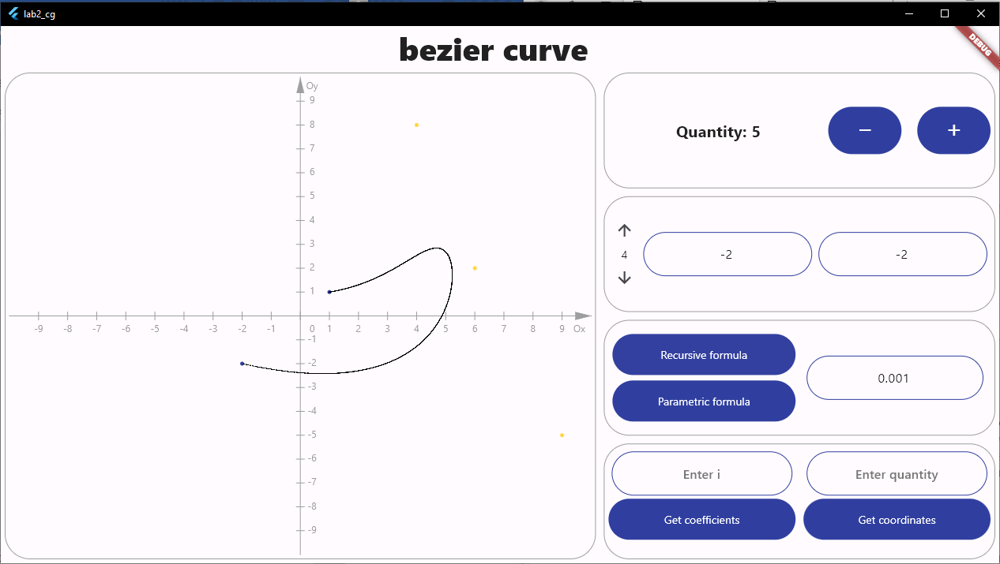 lab2_cg
DEBUG
bezier curve
Oy
9
8
7
6
5
4
3
2
1
-9 -8 -7 -6 -5 -4 -3 -2 -1 0 1 2 3 4 5 6 7 8 9 Ox
-1
-2
-3
-4
-5
-6
-7
-8
-9
Quantity: 5
− +
4
-2 -2
Recursive formula
Parametric formula
0.001
Enter i Enter quantity
Get coefficients Get coordinates